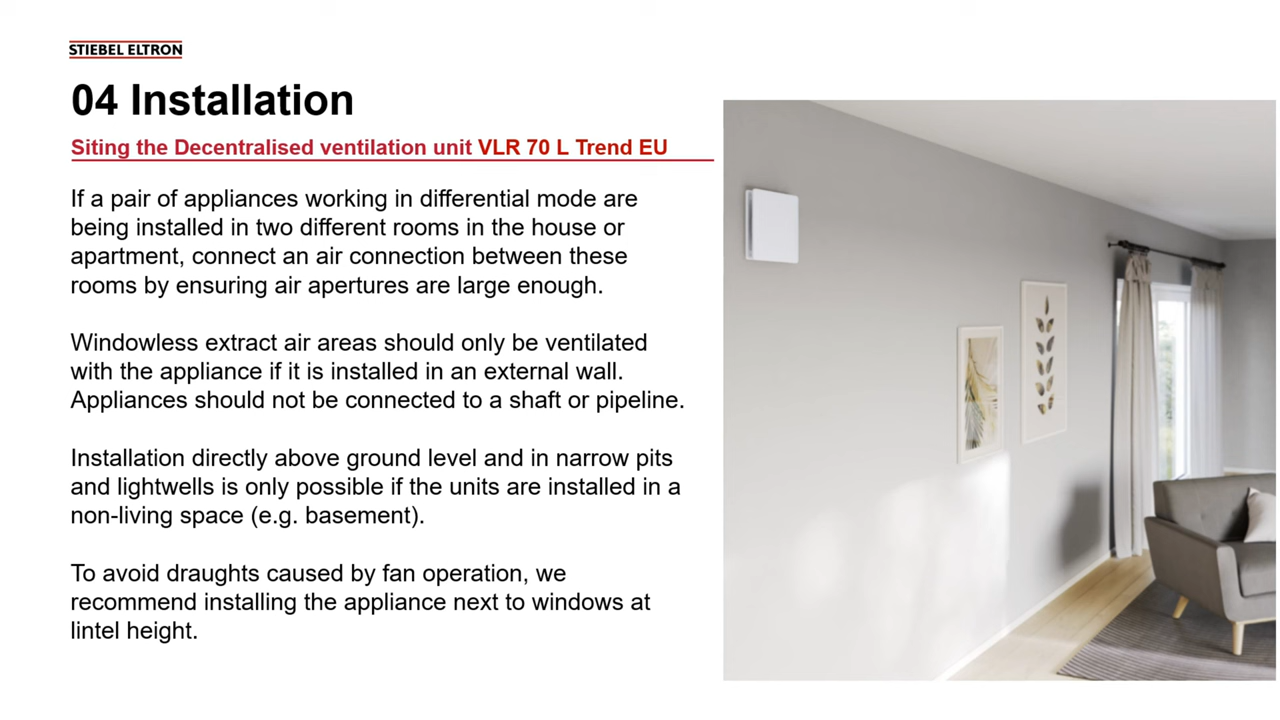 STIEBEL ELTRON
04 Installation
Siting the Decentralised ventilation unit VLR 70 L Trend EU
If a pair of appliances working in differential mode are
being installed in two different rooms in the house or
apartment, connect an air connection between these
rooms by ensuring air apertures are large enough.
Windowless extract air areas should only be ventilated
with the appliance if it is installed in an external wall.
Appliances should not be connected to a shaft or pipeline.
Installation directly above ground level and in narrow pits
and lightwells is only possible if the units are installed in a
non-living space (e.g. basement).
To avoid draughts caused by fan operation, we
recommend installing the appliance next to windows at
lintel height.